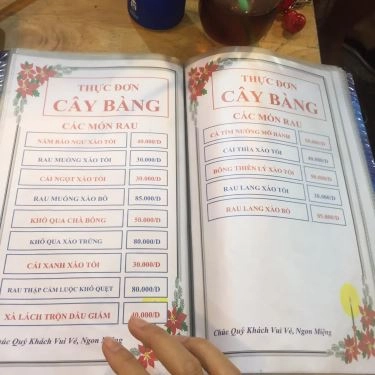 THỰC ĐƠN
CÂY BÀNG
CÁC MÓN RAU
NẤM BÀO NGƯ XÀO TỎI 40.000/D
RAU MUỐNG XÀO TỎI 30.000/D
CẢI NGỌT XÀO TỎI 30.000/D
RAU MUỐNG XÀO BÒ 85.000/D
KHỔ QUA CHÀ BÔNG 50.000/D
KHỔ QUA XÀO TRỨNG 80.000/D
CẢI XANH XÀO TỎI 30.000/D
RAU THẬP CẨM LUỘC KHO QUẸT 80.000/D
XÀ LÁCH TRỘN DẦU GIẤM 40.000/D
Chúc Quý Khách Vui Vẻ, Ngon Miệng
THỰC ĐƠN
CÂY BÀNG
CÁC MÓN RAU
CÀ TÍM NƯỚNG MỠ HÀNH
CẢI THÌA XÀO TỎI
BÔNG THIÊN LÝ XÀO TỎI
RAU LANG XÀO TỎI 30.000/D
RAU LANG XÀO BÒ
Chúc Quý Khách Vui Vẻ, Ngon Miệng